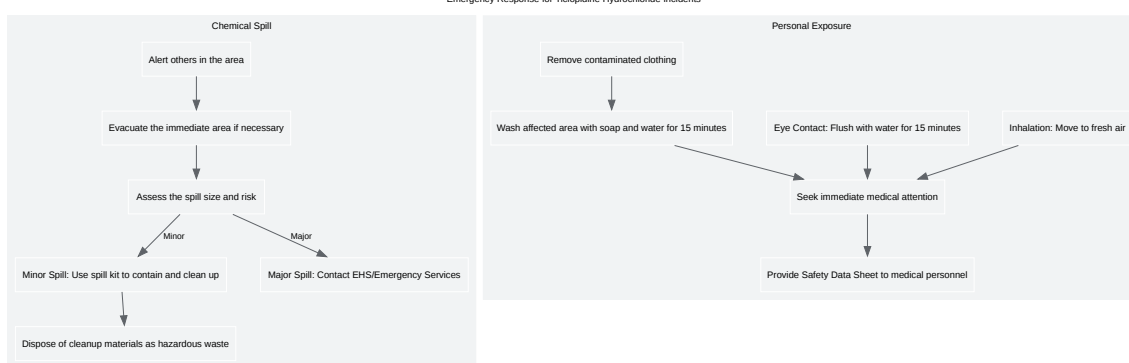 Emergency Response for Ticlopidine Hydrochloride Incidents
Chemical Spill
Alert others in the area
Evacuate the immediate area if necessary
Assess the spill size and risk
Minor
Major
Minor Spill: Use spill kit to contain and clean up
Major Spill: Contact EHS/Emergency Services
Dispose of cleanup materials as hazardous waste
Personal Exposure
Remove contaminated clothing
Wash affected area with soap and water for 15 minutes
Eye Contact: Flush with water for 15 minutes
Inhalation: Move to fresh air
Seek immediate medical attention
Provide Safety Data Sheet to medical personnel